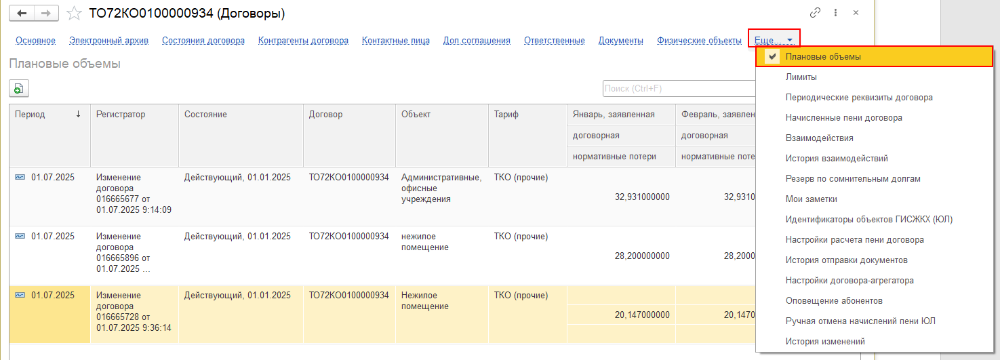 ТО72КО0100000934 (Договоры)
Основное Электронный архив Состояния договора Контрагенты договора Контактные лица Доп.соглашения Ответственные Документы Физические объекты Еще...
Плановые объемы
Поиск (Ctrl+F)
Период Регистратор Состояние Договор Объект Тариф Январь, заявленная Февраль, заявлен
договорная договорная
нормативные потери нормативные поте
01.07.2025 Изменение Действующий, 01.01.2025 ТО72КО0100000934 Административные, ТКО (прочие)
договора офисные
016665677 от учреждения 32,931000000 32,9310
01.07.2025 9:14:09
01.07.2025 Изменение Действующий, 01.01.2025 ТО72КО0100000934 нежилое ТКО (прочие)
договора помещение
016665896 от 28,200000000 28,2000
01.07.2025 ...
01.07.2025 Изменение Действующий, 01.01.2025 ТО72КО0100000934 Нежилое ТКО (прочие)
договора помещение
016665728 от 20,147000000 20,1470
01.07.2025 9:36:14
Плановые объемы
Лимиты
Периодические реквизиты договора
Начисленные пени договора
Взаимодействия
История взаимодействий
Резерв по сомнительным долгам
Мои заметки
Идентификаторы объектов ГИСЖКХ (ЮЛ)
Настройки расчета пени договора
История отправки документов
Настройки договора-агрегатора
Оповещение абонентов
Ручная отмена начислений пени ЮЛ
История изменений